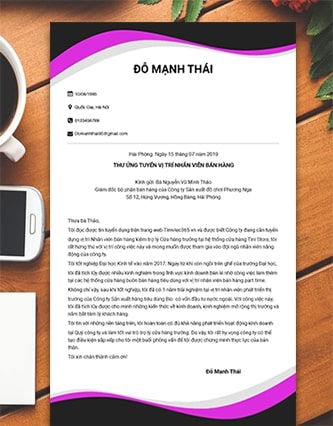 ĐỖ MẠNH THÁI
10/08/1995
Quốc Oai, Hà Nội
0123456789
Domanhthai95@gmail.com
Hải Phòng, Ngày 15 tháng 07 năm 2019
THƯ ỨNG TUYỂN VỊ TRÍ NHÂN VIÊN BÁN HÀNG
Kính gửi: Bà Nguyễn Vũ Minh Thảo
Giám đốc bộ phận bán hàng của Công ty Sản xuất đồ chơi Phương Nga
Số 12, Hùng Vương, Hồng Bàng, Hải Phòng
Thưa bà Thảo,
Tôi đọc được tin tuyển dụng trên trang web Timviec365.vn và được biết Công ty đang cần tuyển
dụng vị trí Nhân viên bán hàng kiêm trợ lý Cửa hàng trưởng tại hệ thống cửa hàng Tini Store, tôi
rất hứng thú với vị trí công việc này và mong muốn được tham gia vào đội ngũ nhân viên năng
động của công ty.
Tôi tốt nghiệp Đại học Kinh tế vào năm 2017. Ngay từ khi còn ngồi trên ghế của trường Đại học,
tôi đã tích lũy được nhiều kinh nghiệm trong lĩnh vực kinh doanh bán lẻ nhờ công việc làm thêm
tại các hệ thống cửa hàng buôn bán hàng tiêu dùng với vị trí nhân viên bán hàng part time.
Không chỉ vậy, sau khi tốt nghiệp, tôi đã có 1 năm trải nghiệm tại vị trí nhân viên phát triển thị
trường của Công ty Sản xuất hàng tiêu dùng có vốn đầu tư nước ngoài. Với công việc này,
tôi đã tích lũy được cho mình những kiến thức về kinh doanh, kinh nghiệm mở rộng thị trường và
nắm bắt tâm lý khách hàng.
Tôi tin với những nền tảng trên, tôi hoàn toàn có đủ khả năng phát triển hoạt động kinh doanh
tại Quý công ty và làm tốt vai trò trợ lý cửa hàng trưởng. Do vậy, tôi rất hy vọng công ty có thể
tạo điều kiện sắp xếp cho tôi một buổi phỏng vấn để tôi được chứng minh thực lực của mình.
Tôi xin chân thành cảm ơn!
Đỗ Mạnh Thái